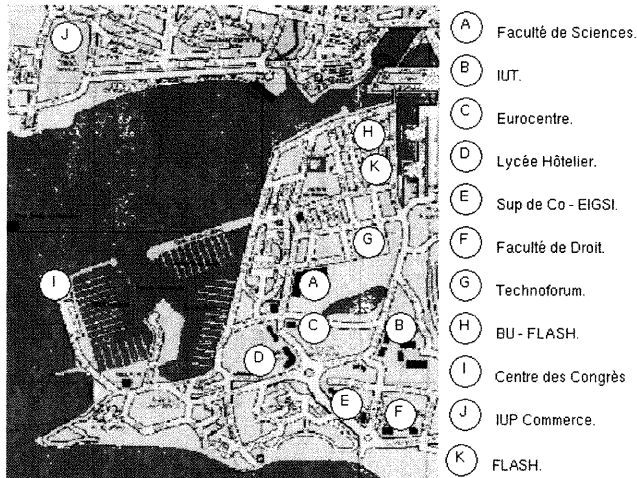 J
H
K
G
I
A
C
B
D
E
F
A Faculté de Sciences.
B IUT.
C Eurocentre.
D Lycée Hôtelier.
E Sup de Co - EIGSI.
F Faculté de Droit.
G Technoforum.
H BU - FLASH.
I Centre des Congrès
J IUP Commerce.
K FLASH.